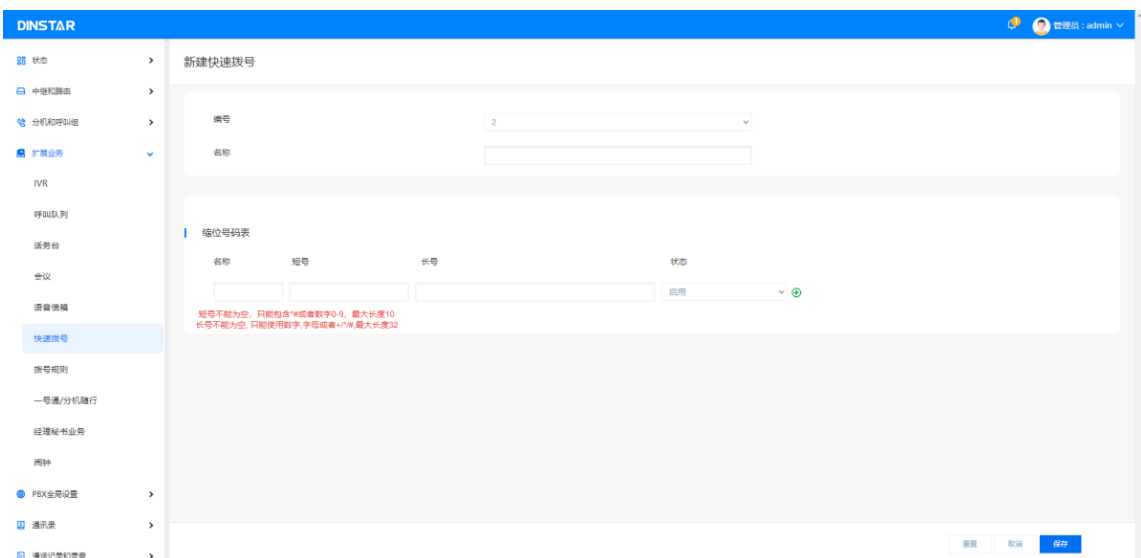 DINSTAR
管理员 : admin
状态
新建快速拨号
中继和路由
分机和呼叫组
编号
2
扩展业务
名称
IVR
呼叫队列
缩位号码表
话务台
名称 短号 长号 状态
会议
启用
语音信箱
短号不能为空，只能包含*#或者数字0-9，最大长度10
长号不能为空,只能使用数字,字母或者+/*/#,最大长度32
快速拨号
拨号规则
一号通/分机随行
经理秘书业务
闹钟
PBX全局设置
通讯录
重置 取消 保存
通话记录和录音